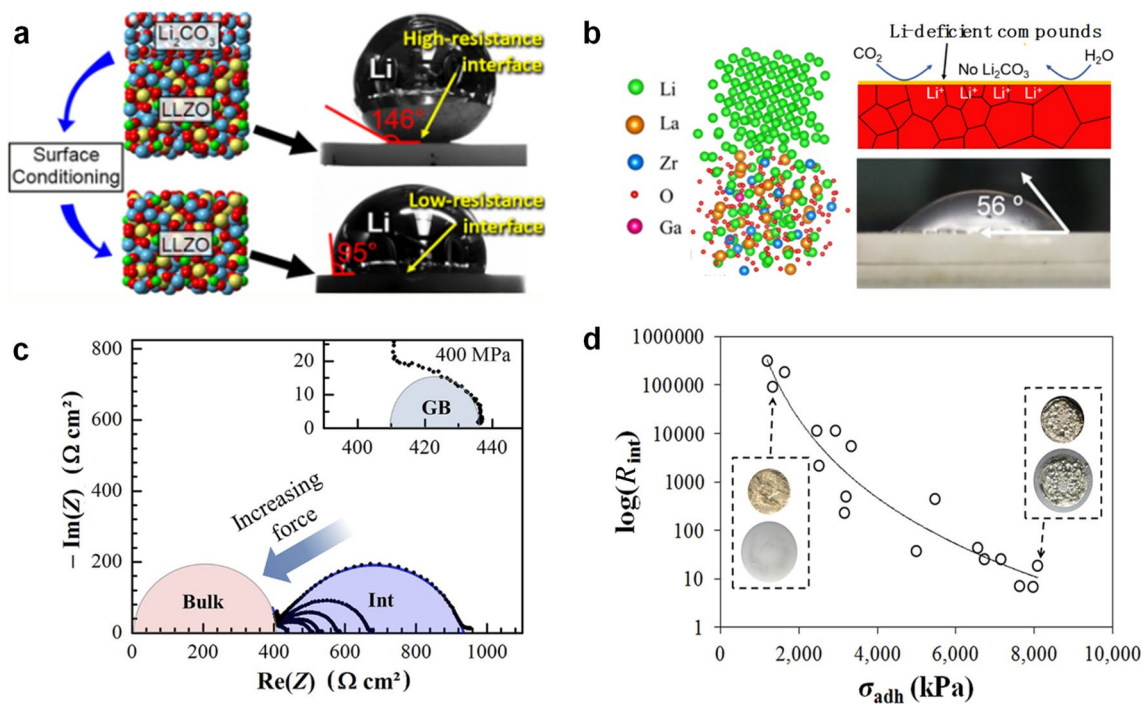 a
Li₂CO₃
LLZO
Surface
Conditioning
LLZO
Li
High-resistance
interface
146°
Li
Low-resistance
interface
95°
b
Li
La
Zr
O
Ga
Li-deficient compounds
CO₂
H₂O
No Li₂CO₃
Li⁺ Li⁺ Li⁺ Li⁺
56 °
c
800
600
400
200
0
− Im(Z) (Ω cm²)
0 200 400 600 800 1000
Re(Z) (Ω cm²)
Bulk
Int
Increasing
force
400 MPa
20
10
0
GB
400 420 440
d
1000000
100000
10000
1000
100
10
1
log(Rint)
0 2,000 4,000 6,000 8,000 10,000
σadh (kPa)